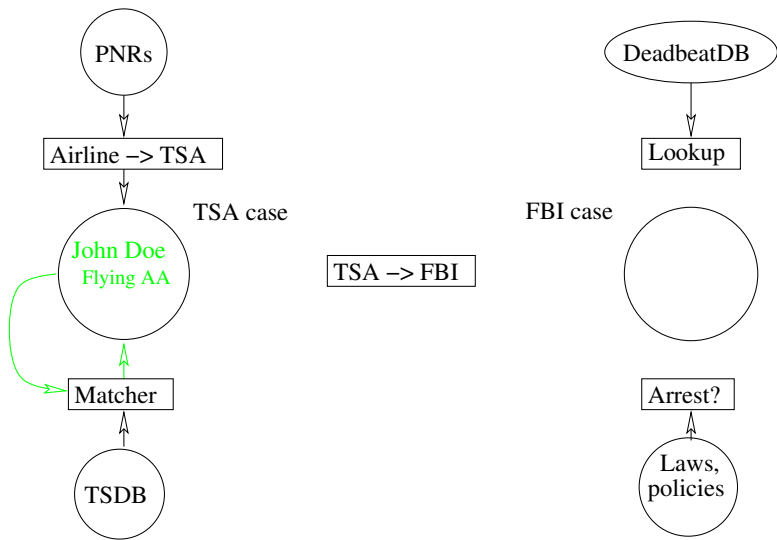 PNRs
DeadbeatDB
Airline −> TSA
Lookup
TSA case
FBI case
John Doe
Flying AA
TSA −> FBI
Matcher
Arrest?
TSDB
Laws,
policies